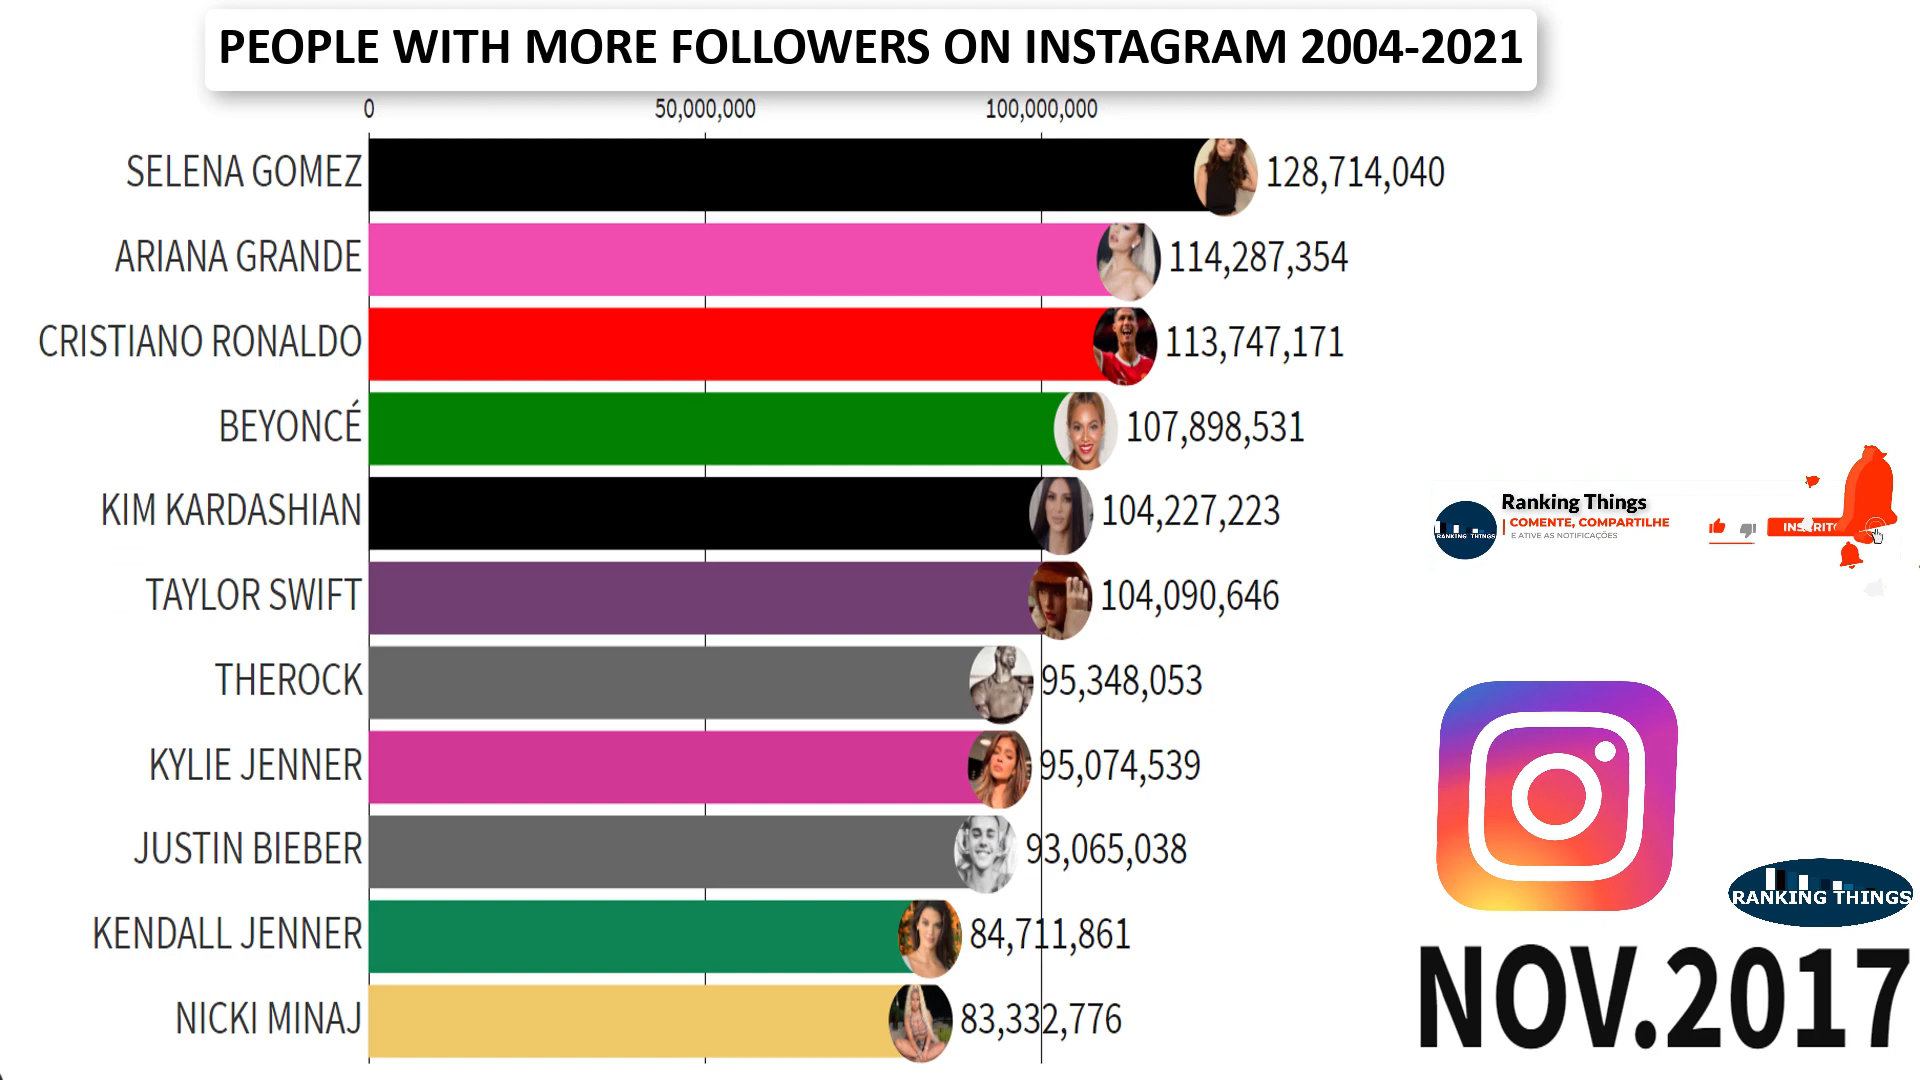 PEOPLE WITH MORE FOLLOWERS ON INSTAGRAM 2004-2021
0 50,000,000 100,000,000
SELENA GOMEZ 128,714,040
ARIANA GRANDE 114,287,354
CRISTIANO RONALDO 113,747,171
BEYONCÉ 107,898,531
KIM KARDASHIAN 104,227,223
Ranking Things
COMENTE, COMPARTILHE
E ATIVE AS NOTIFICAÇÕES
RANKING THINGS
TAYLOR SWIFT 104,090,646
THEROCK 95,348,053
KYLIE JENNER 95,074,539
JUSTIN BIEBER 93,065,038
RANKING THINGS
KENDALL JENNER 84,711,861
NICKI MINAJ 83,332,776
NOV.2017